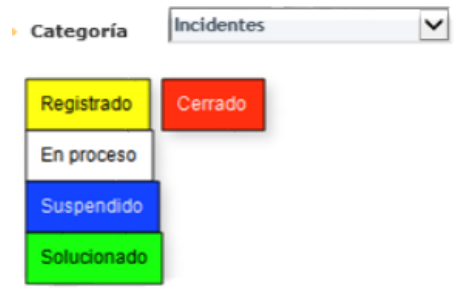 Categoría Incidentes
Registrado Cerrado
En proceso
Suspendido
Solucionado